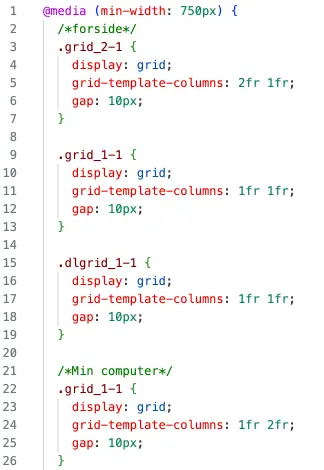 1 @media (min-width: 750px) {
2 /*forside*/
3 .grid_2-1 {
4 display: grid;
5 grid-template-columns: 2fr 1fr;
6 gap: 10px;
7 }
8
9 .grid_1-1 {
10 display: grid;
11 grid-template-columns: 1fr 1fr;
12 gap: 10px;
13 }
14
15 .dlgrid_1-1 {
16 display: grid;
17 grid-template-columns: 1fr 1fr;
18 gap: 10px;
19 }
20
21 /*Min computer*/
22 .grid_1-1 {
23 display: grid;
24 grid-template-columns: 1fr 2fr;
25 gap: 10px;
26 }